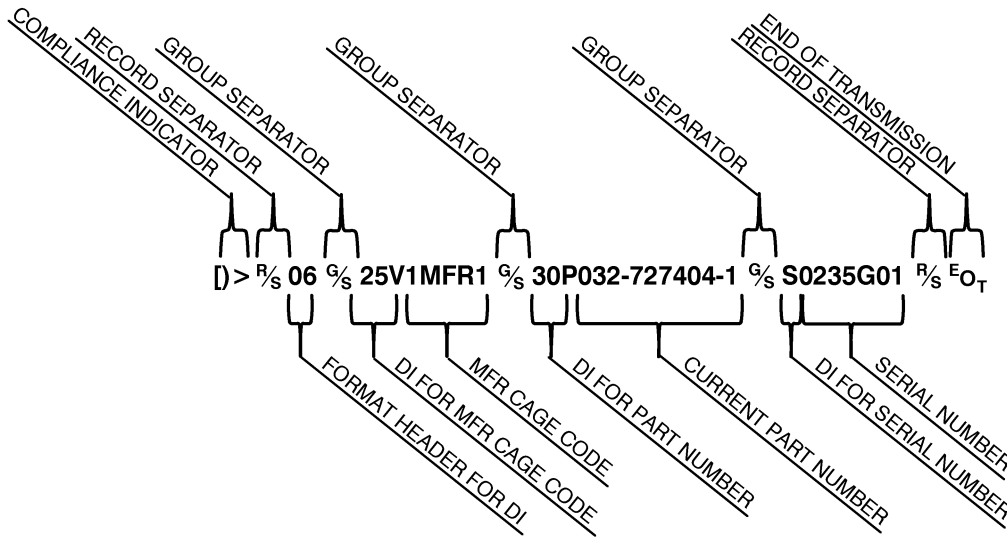 COMPLIANCE INDICATOR
RECORD SEPARATOR
GROUP SEPARATOR
GROUP SEPARATOR
GROUP SEPARATOR
END OF TRANSMISSION
RECORD SEPARATOR
[)> R/S 06 G/S 25V1MFR1 G/S 30P032-727404-1 G/S S0235G01 R/S EOT
FORMAT HEADER FOR DI
DI FOR MFR CAGE CODE
MFR CAGE CODE
DI FOR PART NUMBER
CURRENT PART NUMBER
DI FOR SERIAL NUMBER
SERIAL NUMBER